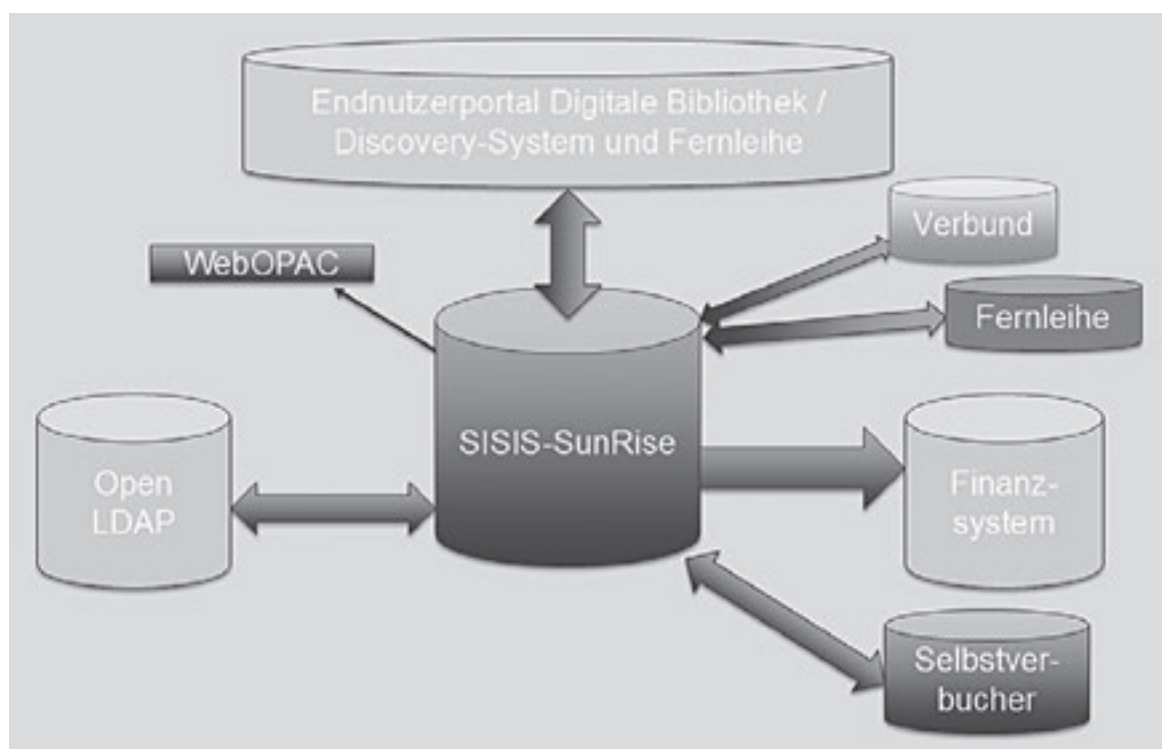 Endnutzerportal Digitale Bibliothek /
Discovery-System und Fernleihe
Verbund
WebOPAC
Fernleihe
SISIS-SunRise
Open
LDAP
Finanz-
system
Selbstver-
bucher